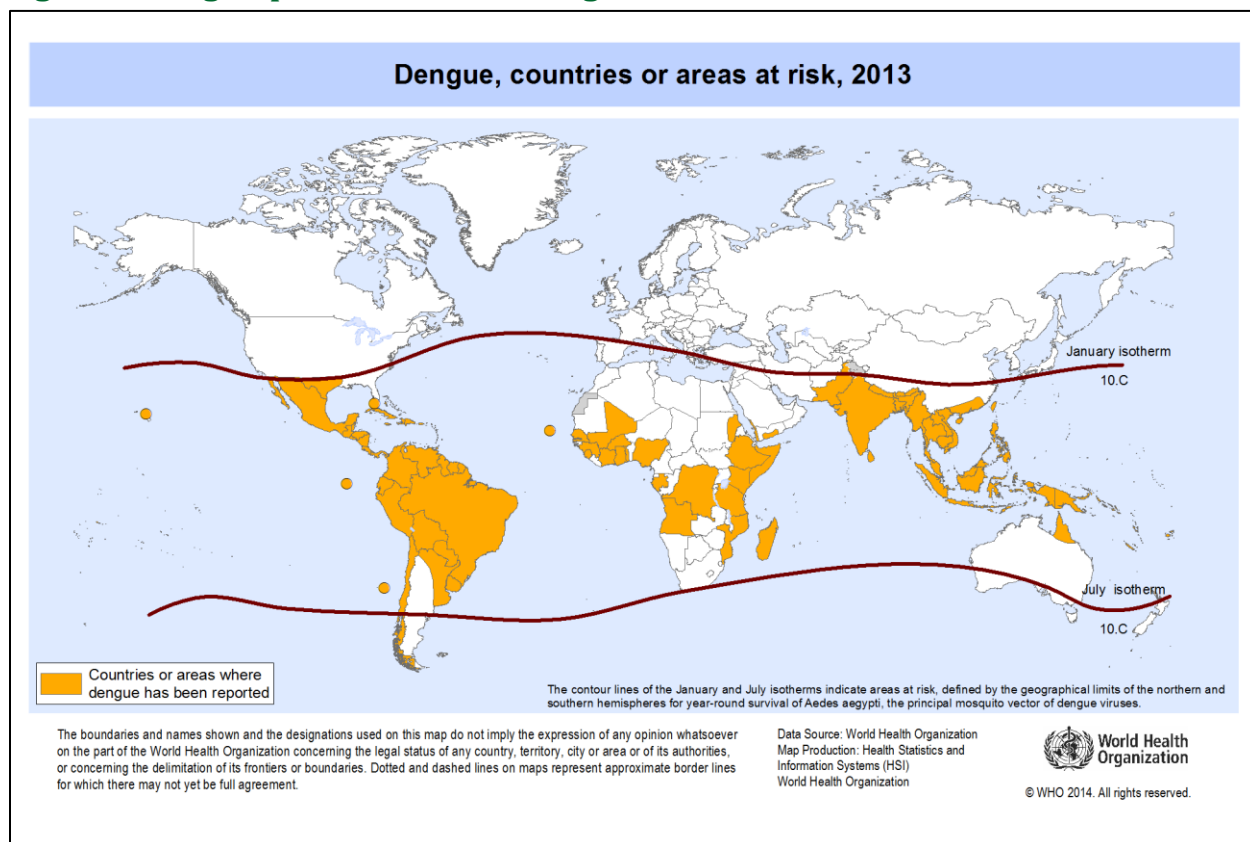 Dengue, countries or areas at risk, 2013
January isotherm
10.C
July isotherm
10.C
Countries or areas where
dengue has been reported
The contour lines of the January and July isotherms indicate areas at risk, defined by the geographical limits of the northern and
southern hemispheres for year-round survival of Aedes aegypti, the principal mosquito vector of dengue viruses.
The boundaries and names shown and the designations used on this map do not imply the expression of any opinion whatsoever
on the part of the World Health Organization concerning the legal status of any country, territory, city or area or of its authorities,
or concerning the delimitation of its frontiers or boundaries. Dotted and dashed lines on maps represent approximate border lines
for which there may not yet be full agreement.
Data Source: World Health Organization
Map Production: Health Statistics and
Information Systems (HSI)
World Health Organization
World Health
Organization
© WHO 2014. All rights reserved.